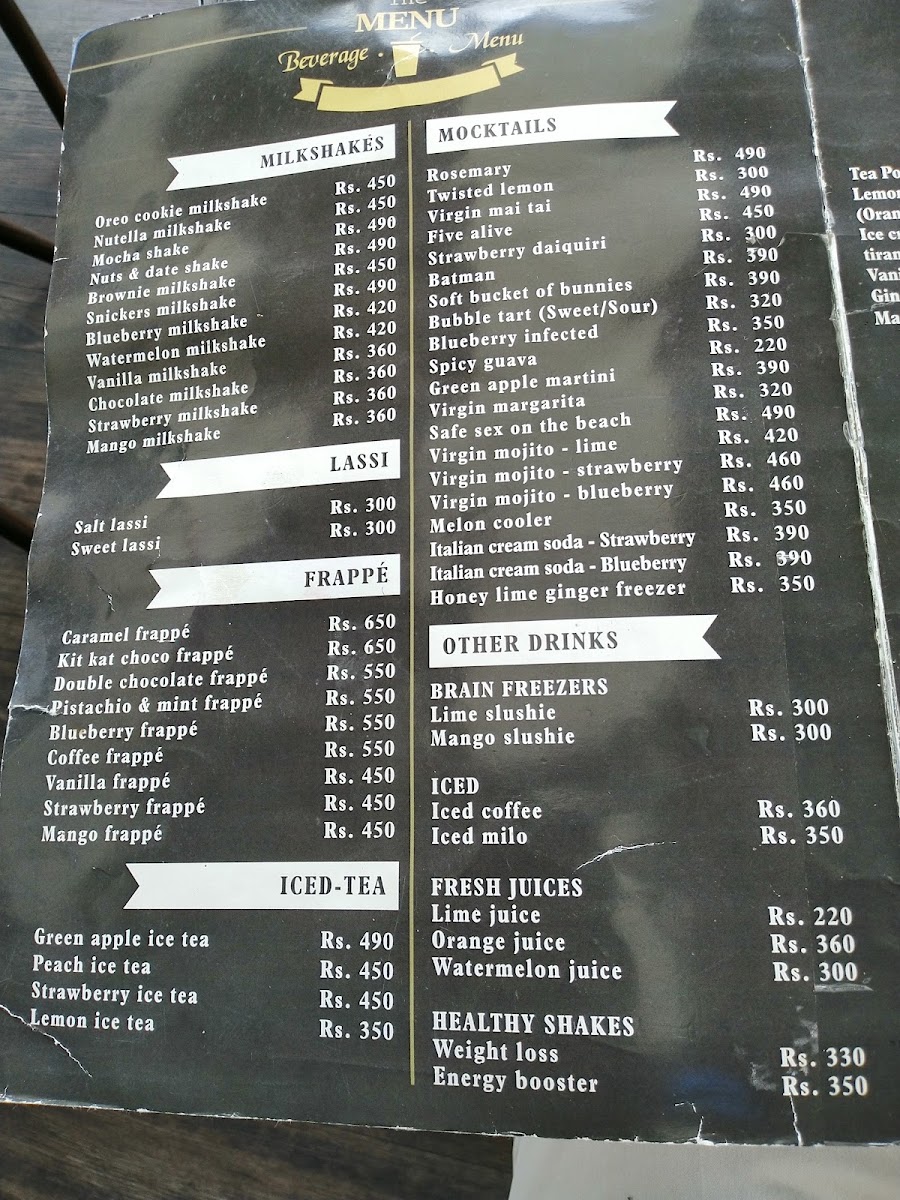 The
MENU
Beverage · Menu
MILKSHAKES
Oreo cookie milkshake Rs. 450
Nutella milkshake Rs. 450
Mocha shake Rs. 490
Nuts & date shake Rs. 490
Brownie milkshake Rs. 450
Snickers milkshake Rs. 490
Blueberry milkshake Rs. 420
Watermelon milkshake Rs. 420
Vanilla milkshake Rs. 360
Chocolate milkshake Rs. 360
Strawberry milkshake Rs. 360
Mango milkshake Rs. 360
LASSI
Salt lassi Rs. 300
Sweet lassi Rs. 300
FRAPPÉ
Caramel frappé Rs. 650
Kit kat choco frappé Rs. 650
Double chocolate frappé Rs. 550
Pistachio & mint frappé Rs. 550
Blueberry frappé Rs. 550
Coffee frappé Rs. 550
Vanilla frappé Rs. 450
Strawberry frappé Rs. 450
Mango frappé Rs. 450
ICED-TEA
Green apple ice tea Rs. 490
Peach ice tea Rs. 450
Strawberry ice tea Rs. 450
Lemon ice tea Rs. 350
MOCKTAILS
Rosemary Rs. 490
Twisted lemon Rs. 300
Virgin mai tai Rs. 490
Five alive Rs. 450
Strawberry daiquiri Rs. 300
Batman Rs. 390
Soft bucket of bunnies Rs. 390
Bubble tart (Sweet/Sour) Rs. 320
Blueberry infected Rs. 350
Spicy guava Rs. 220
Green apple martini Rs. 390
Virgin margarita Rs. 320
Safe sex on the beach Rs. 490
Virgin mojito - lime Rs. 420
Virgin mojito - strawberry Rs. 460
Virgin mojito - blueberry Rs. 460
Melon cooler Rs. 350
Italian cream soda - Strawberry Rs. 390
Italian cream soda - Blueberry Rs. 390
Honey lime ginger freezer Rs. 350
OTHER DRINKS
BRAIN FREEZERS
Lime slushie Rs. 300
Mango slushie Rs. 300
ICED
Iced coffee Rs. 360
Iced milo Rs. 350
FRESH JUICES
Lime juice Rs. 220
Orange juice Rs. 360
Watermelon juice Rs. 300
HEALTHY SHAKES
Weight loss Rs. 330
Energy booster Rs. 350
Tea Po
Lemon
(Oran
Ice cr
tiram
Vani
Gin
Ma